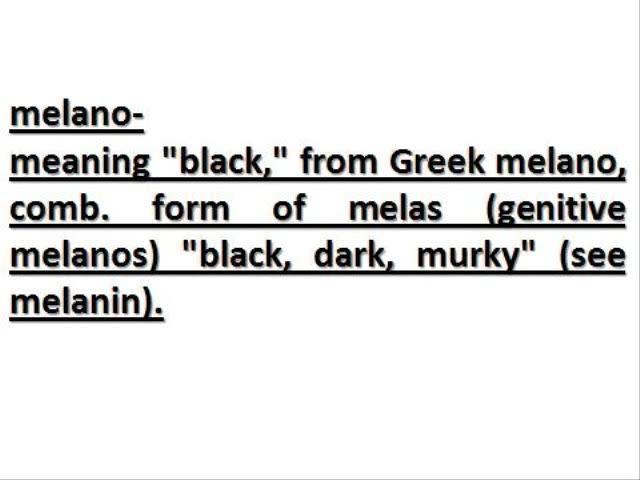 melano-
meaning "black," from Greek melano,
comb. form of melas (genitive
melanos) "black, dark, murky" (see
melanin).